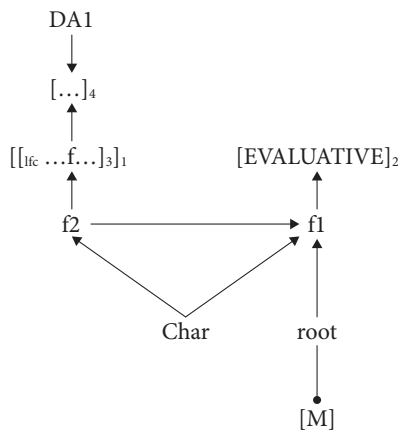 DA1
[…]₄
[[lfc …f…]₃]₁ [EVALUATIVE]₂
f2 f1
Char root
[M]